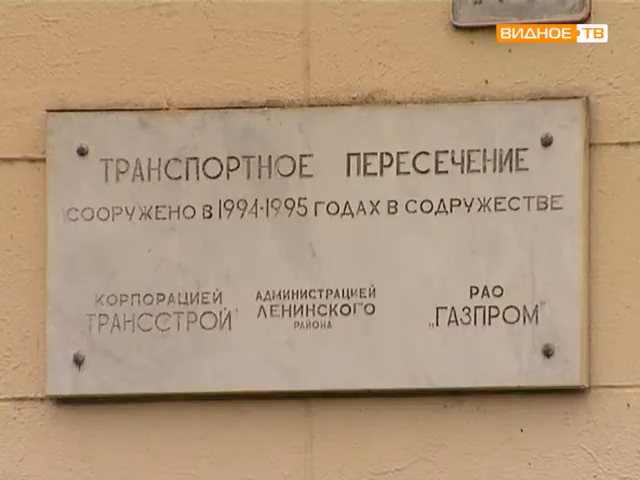 ВИДНОЕ ТВ
ТРАНСПОРТНОЕ ПЕРЕСЕЧЕНИЕ
СООРУЖЕНО В 1994-1995 ГОДАХ В СОДРУЖЕСТВЕ
КОРПОРАЦИЕЙ
ТРАНССТРОЙ"
АДМИНИСТРАЦИЕЙ
ЛЕНИНСКОГО
РАЙОНА
РАО
„ГАЗПРОМ"